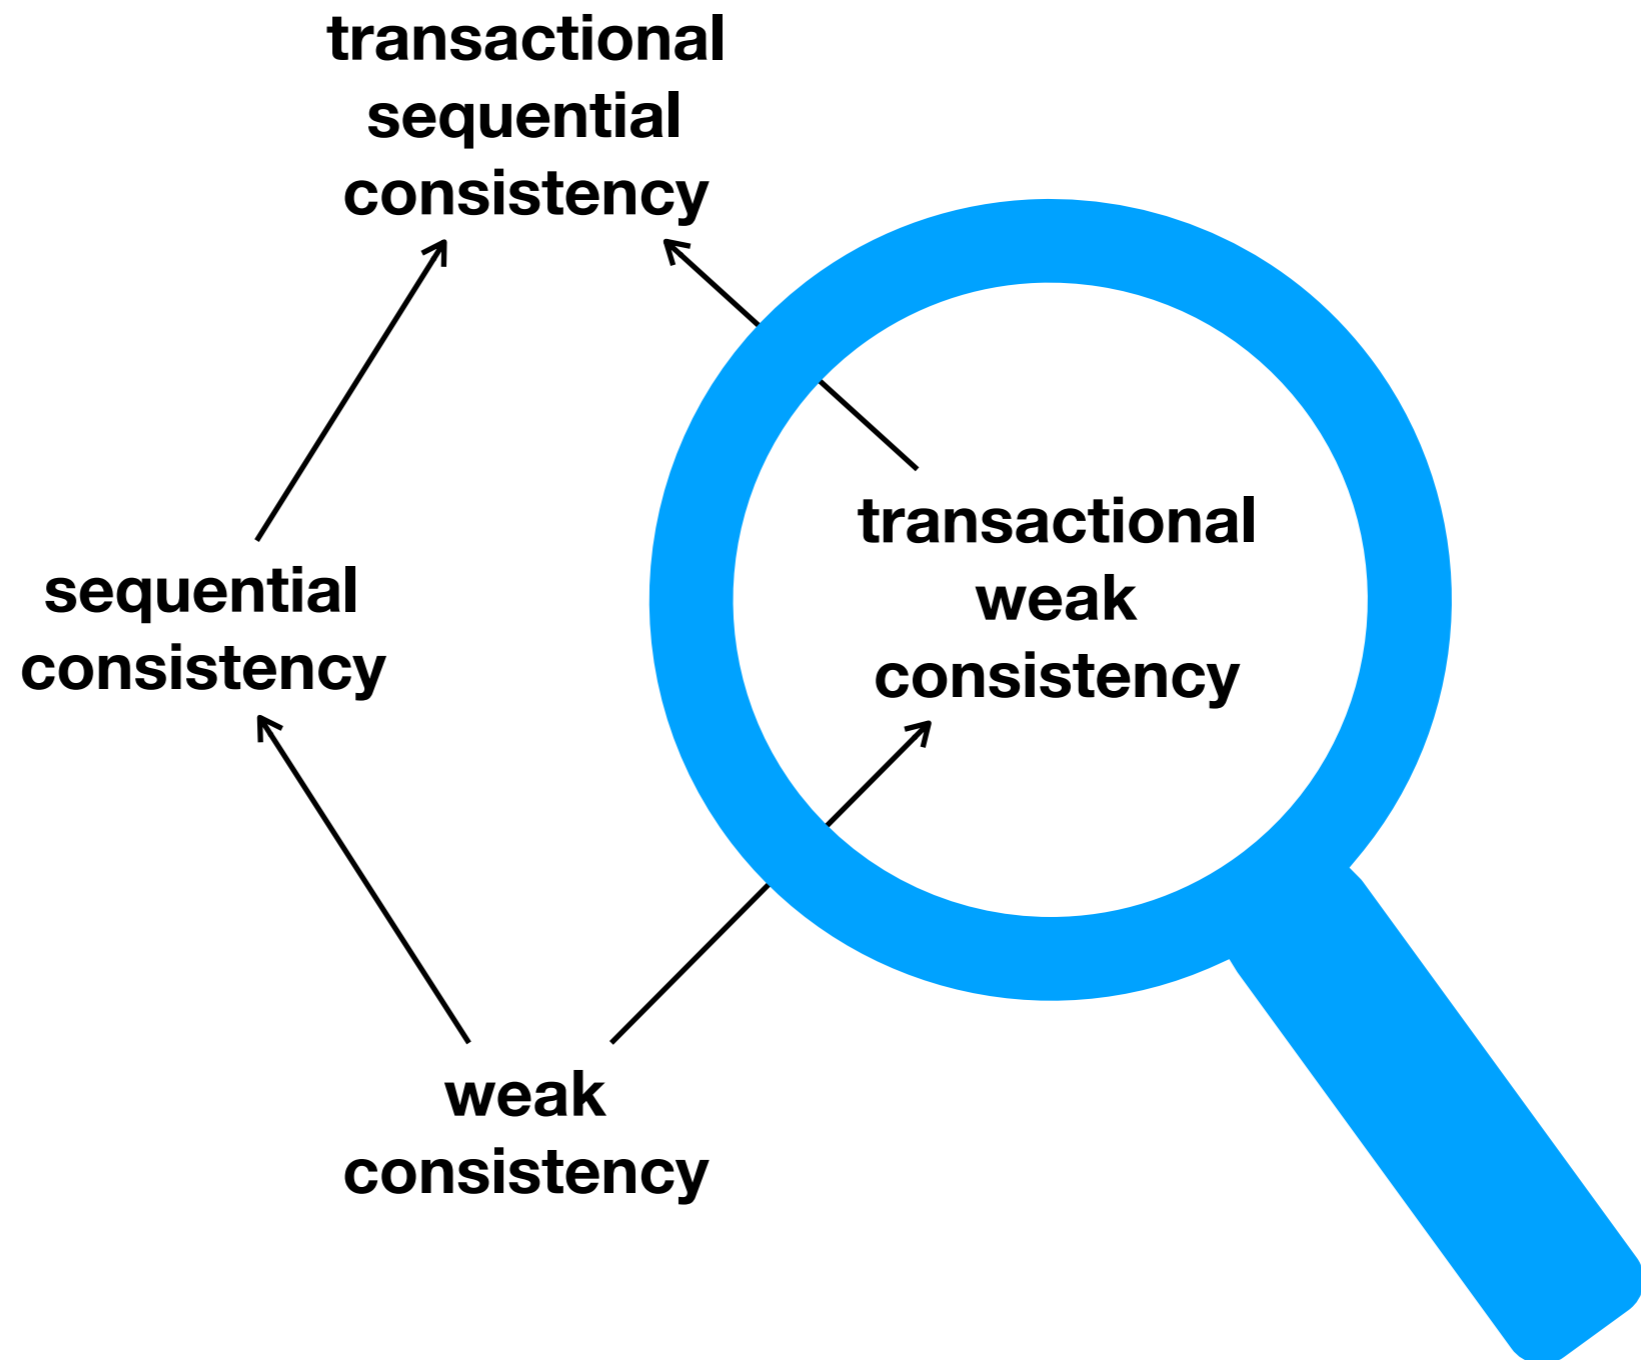 transactional
sequential
consistency
transactional
weak
consistency
sequential
consistency
weak
consistency